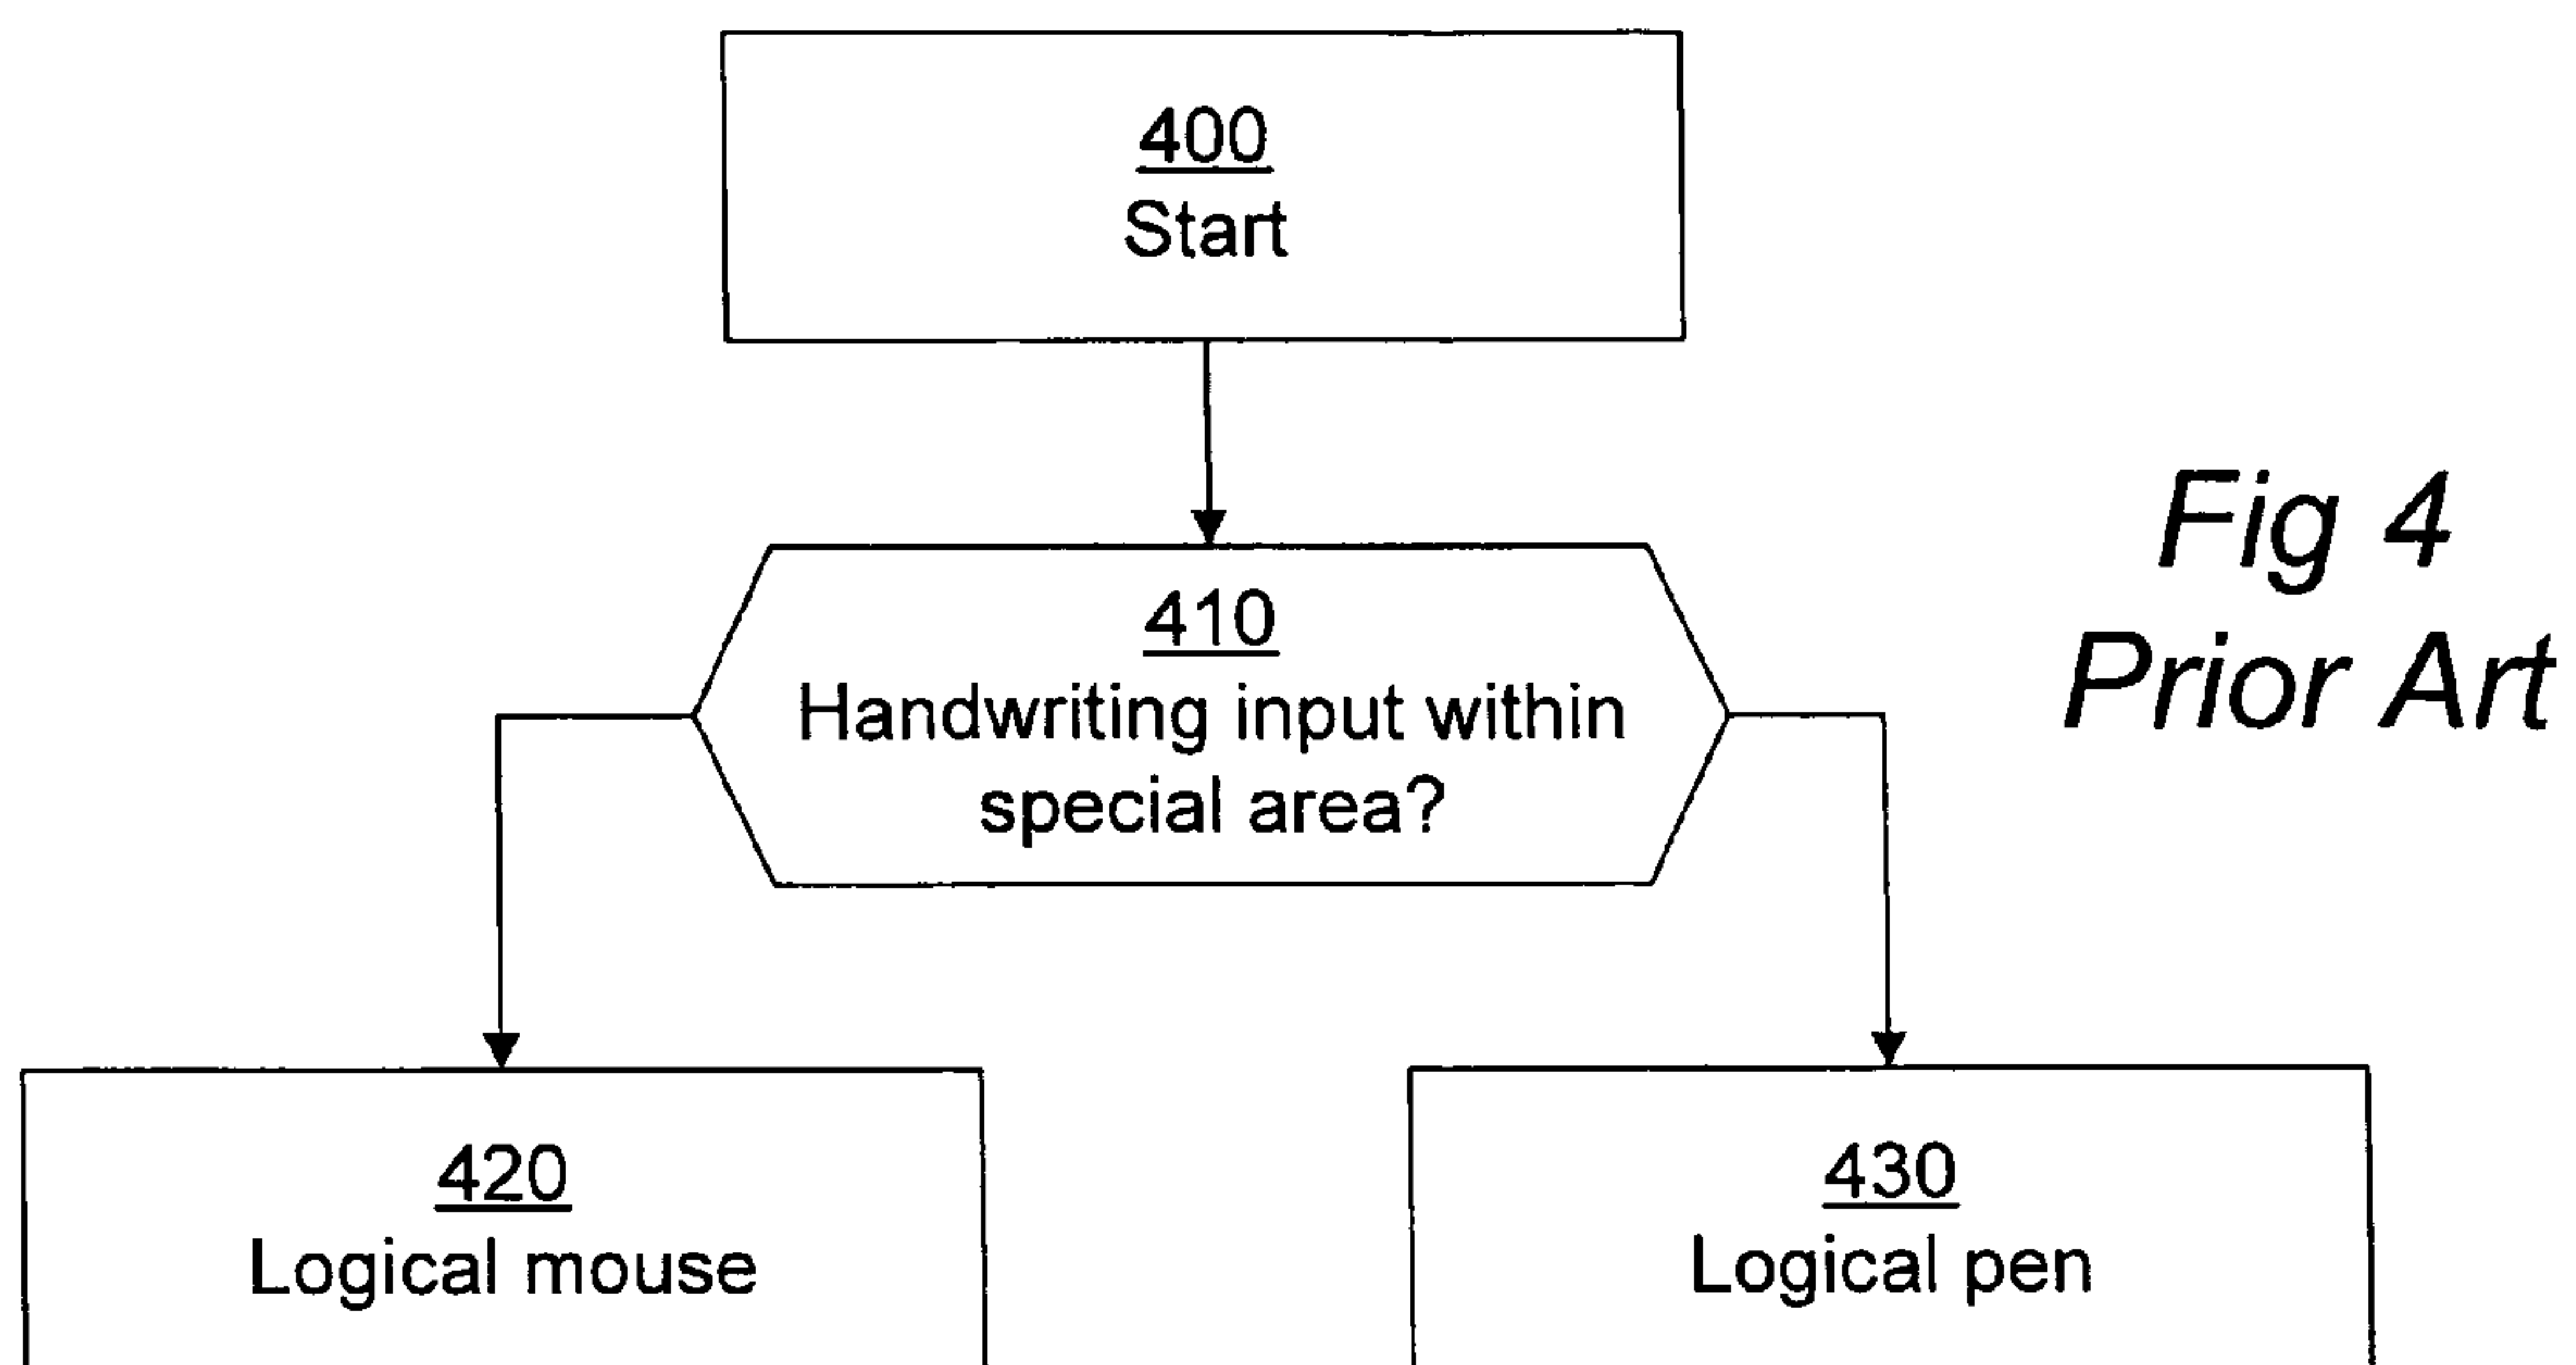 400
Start
Fig 4
Prior Art
410
Handwriting input within
special area?
420
Logical mouse
430
Logical pen